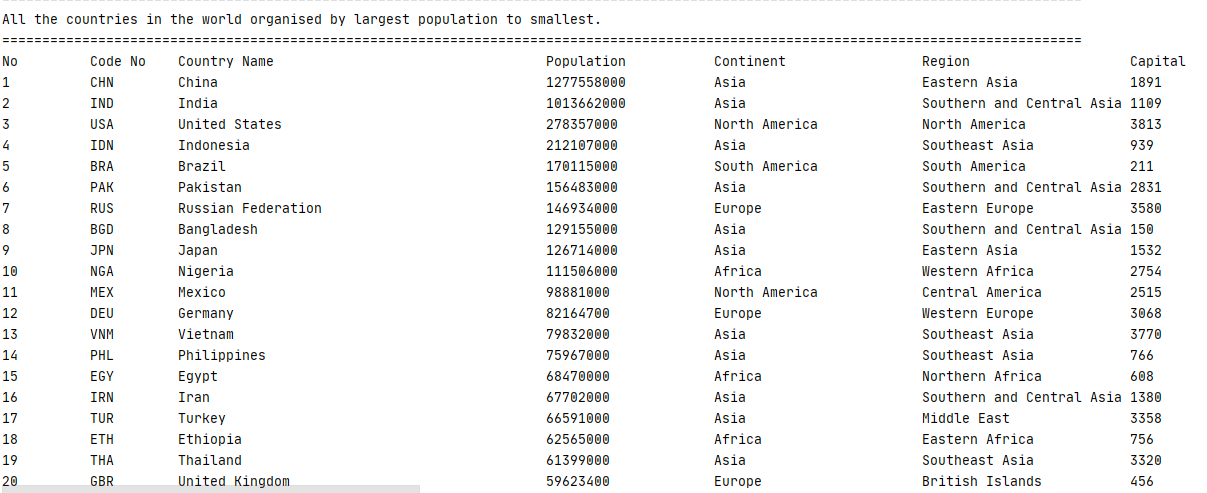 All the countries in the world organised by largest population to smallest.
=======================================================================================================================================
No Code No Country Name Population Continent Region Capital
1 CHN China 1277558000 Asia Eastern Asia 1891
2 IND India 1013662000 Asia Southern and Central Asia 1109
3 USA United States 278357000 North America North America 3813
4 IDN Indonesia 212107000 Asia Southeast Asia 939
5 BRA Brazil 170115000 South America South America 211
6 PAK Pakistan 156483000 Asia Southern and Central Asia 2831
7 RUS Russian Federation 146934000 Europe Eastern Europe 3580
8 BGD Bangladesh 129155000 Asia Southern and Central Asia 150
9 JPN Japan 126714000 Asia Eastern Asia 1532
10 NGA Nigeria 111506000 Africa Western Africa 2754
11 MEX Mexico 98881000 North America Central America 2515
12 DEU Germany 82164700 Europe Western Europe 3068
13 VNM Vietnam 79832000 Asia Southeast Asia 3770
14 PHL Philippines 75967000 Asia Southeast Asia 766
15 EGY Egypt 68470000 Africa Northern Africa 608
16 IRN Iran 67702000 Asia Southern and Central Asia 1380
17 TUR Turkey 66591000 Asia Middle East 3358
18 ETH Ethiopia 62565000 Africa Eastern Africa 756
19 THA Thailand 61399000 Asia Southeast Asia 3320
20 GBR United Kingdom 59623400 Europe British Islands 456